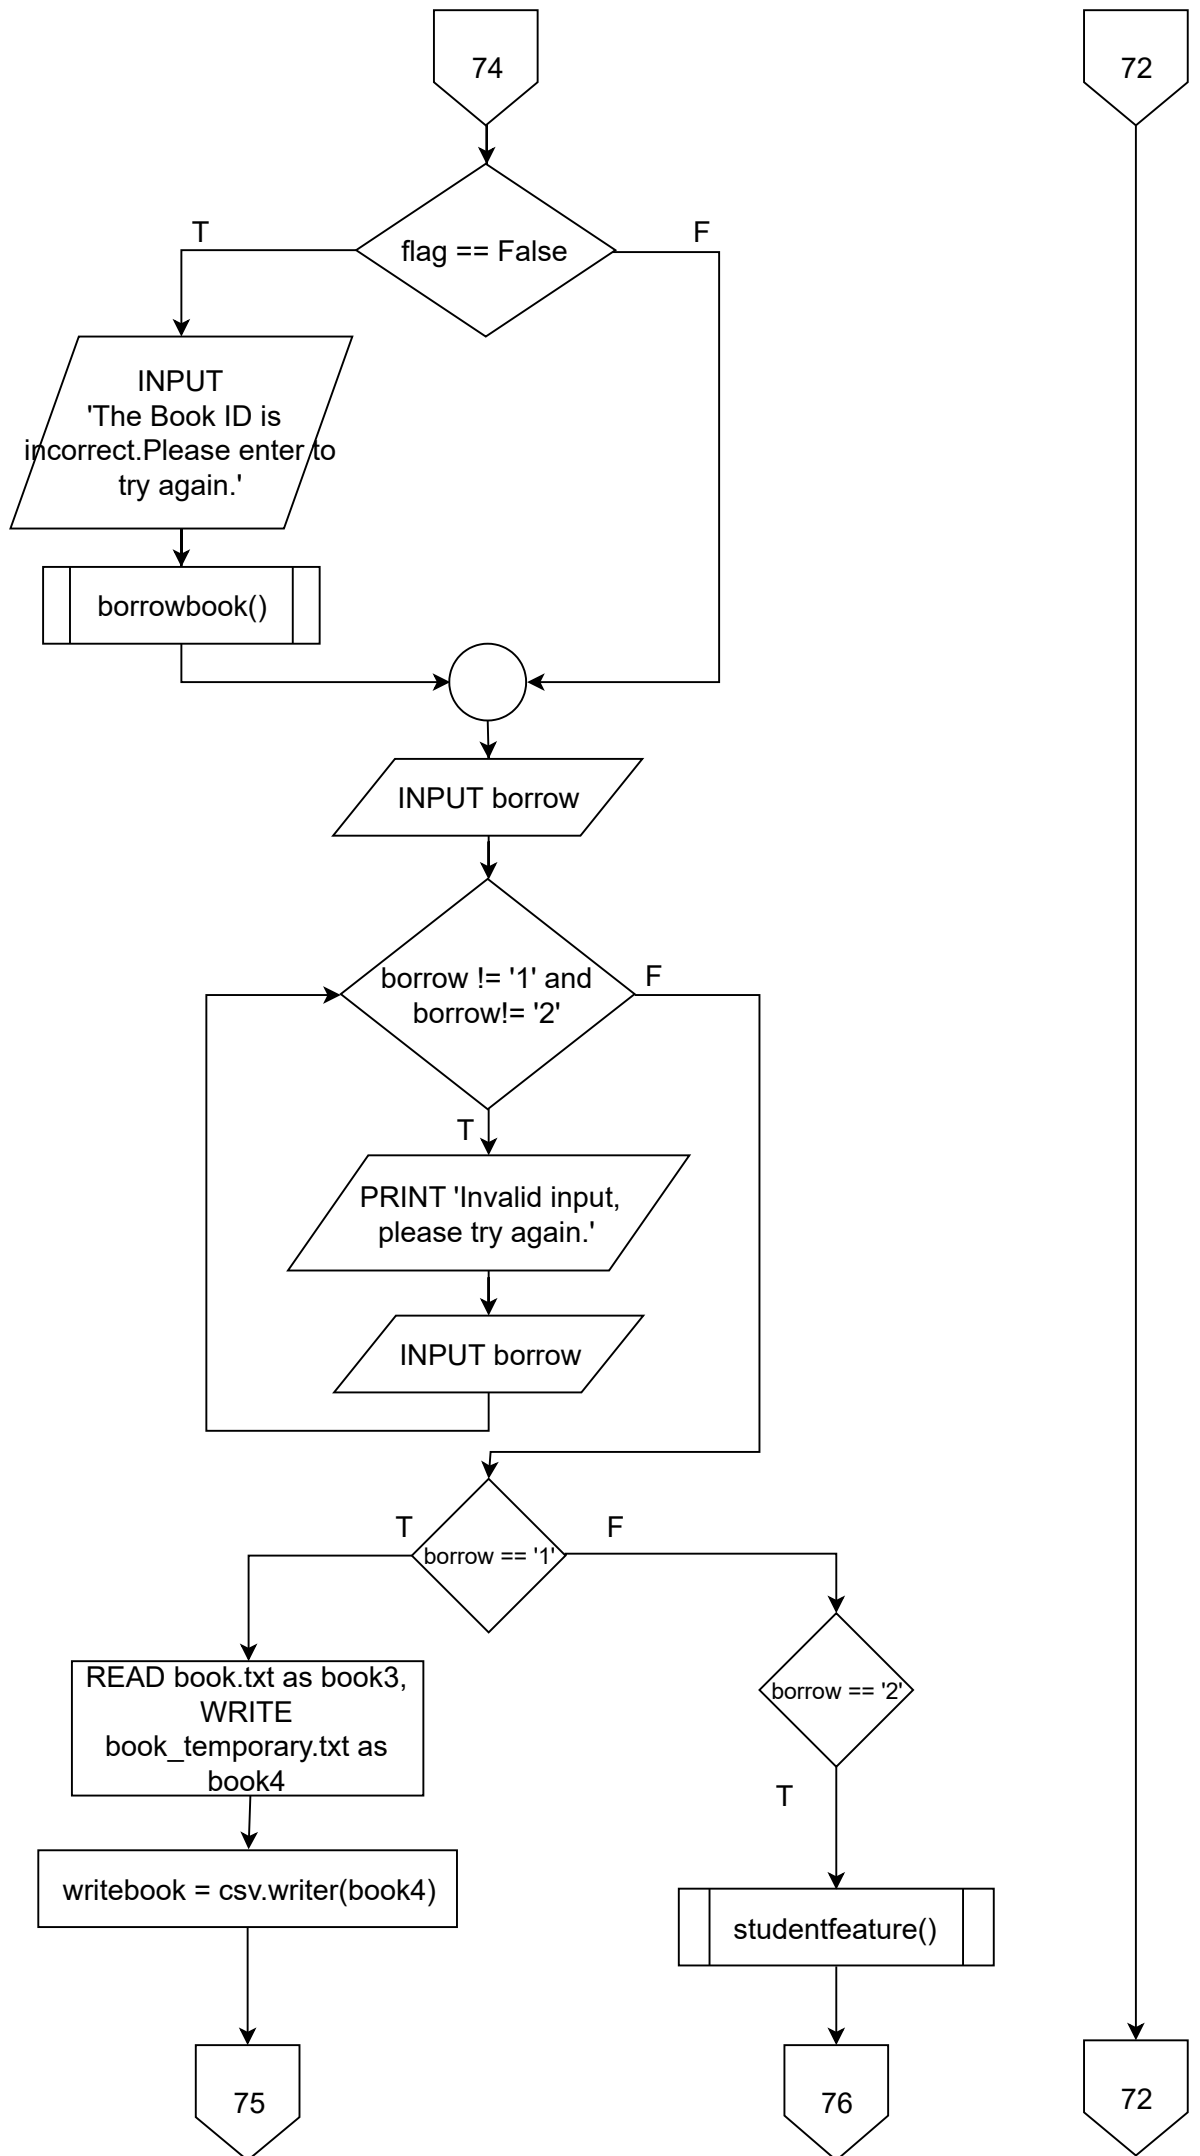 74
72
T
F
flag == False
INPUT
'The Book ID is
incorrect.Please enter to
try again.'
borrowbook()
INPUT borrow
borrow != '1' and
borrow!= '2'
F
T
PRINT 'Invalid input,
please try again.'
INPUT borrow
T
F
borrow == '1'
READ book.txt as book3,
WRITE
book_temporary.txt as
book4
borrow == '2'
T
writebook = csv.writer(book4)
studentfeature()
75
76
72